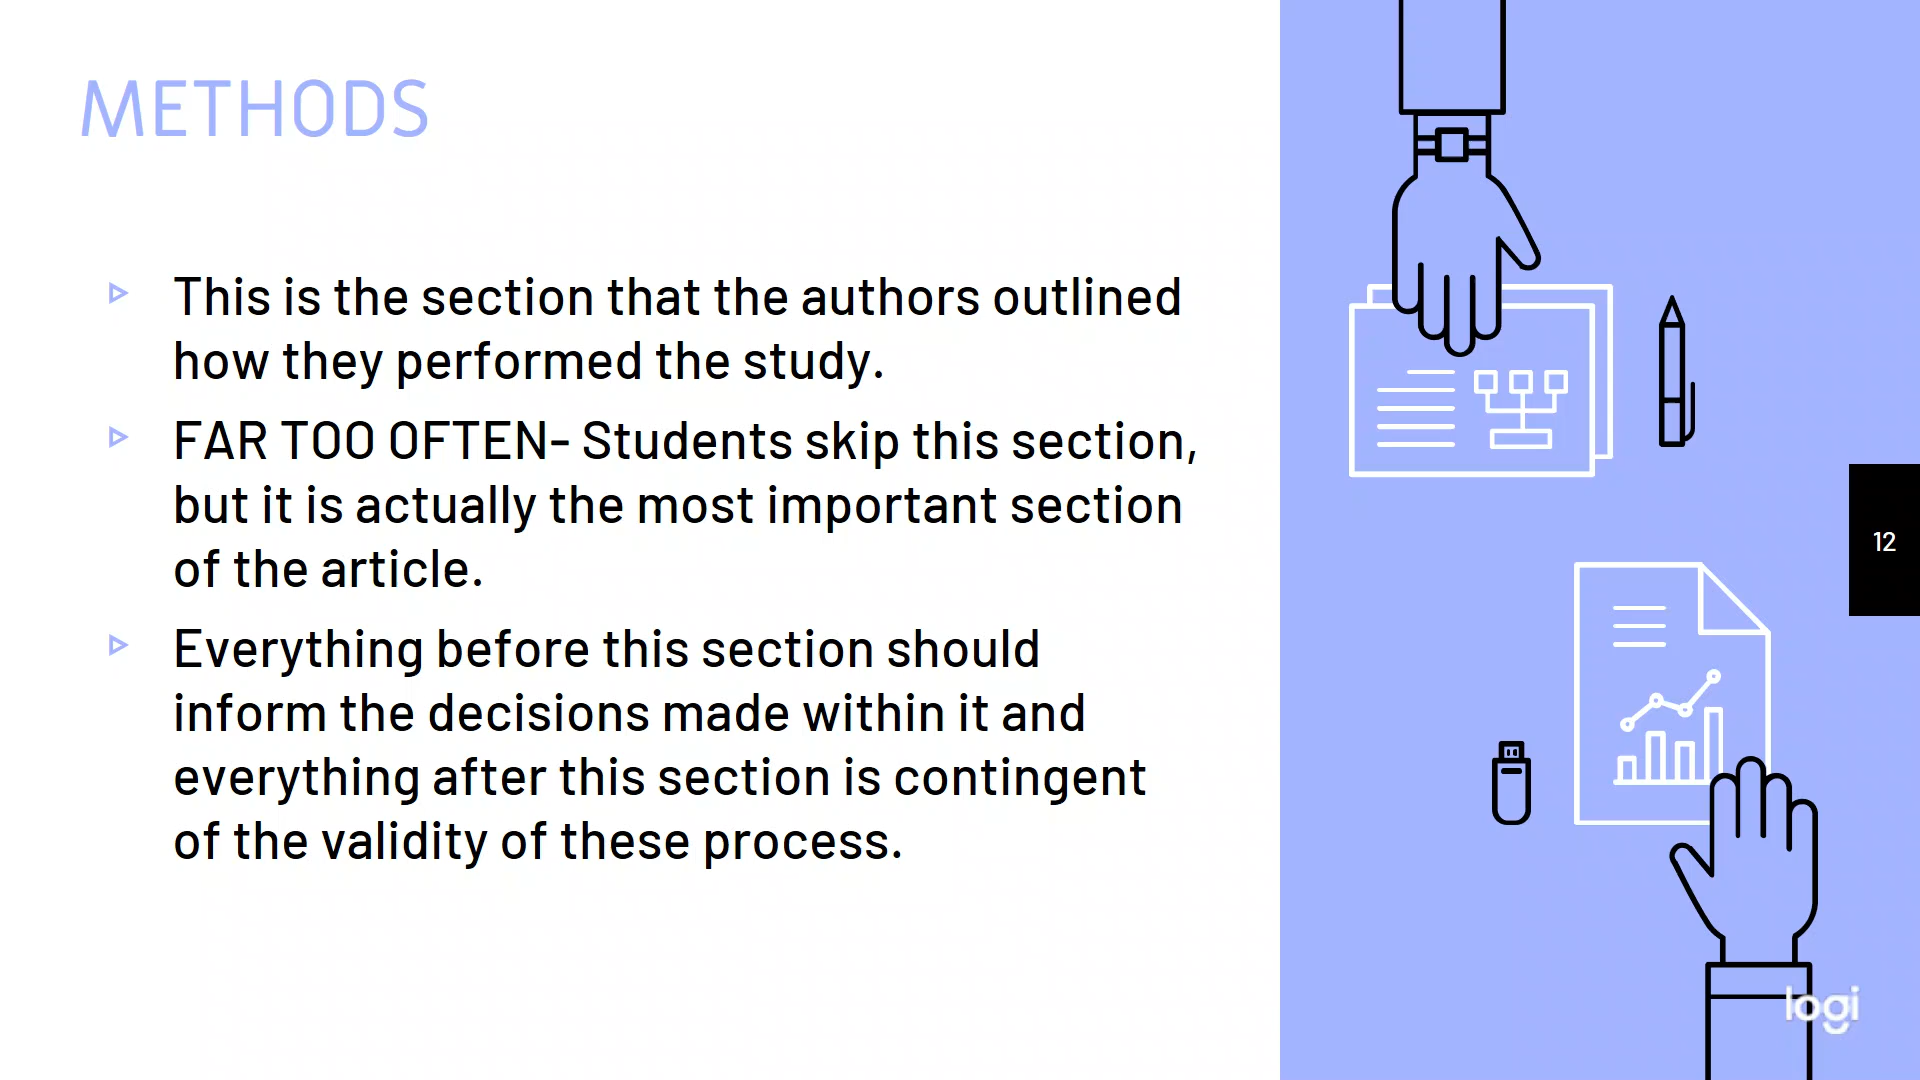 METHODS
This is the section that the authors outlined
how they performed the study.
FAR TOO OFTEN- Students skip this section,
but it is actually the most important section
of the article.
Everything before this section should
inform the decisions made within it and
everything after this section is contingent
of the validity of these process.
12
logi